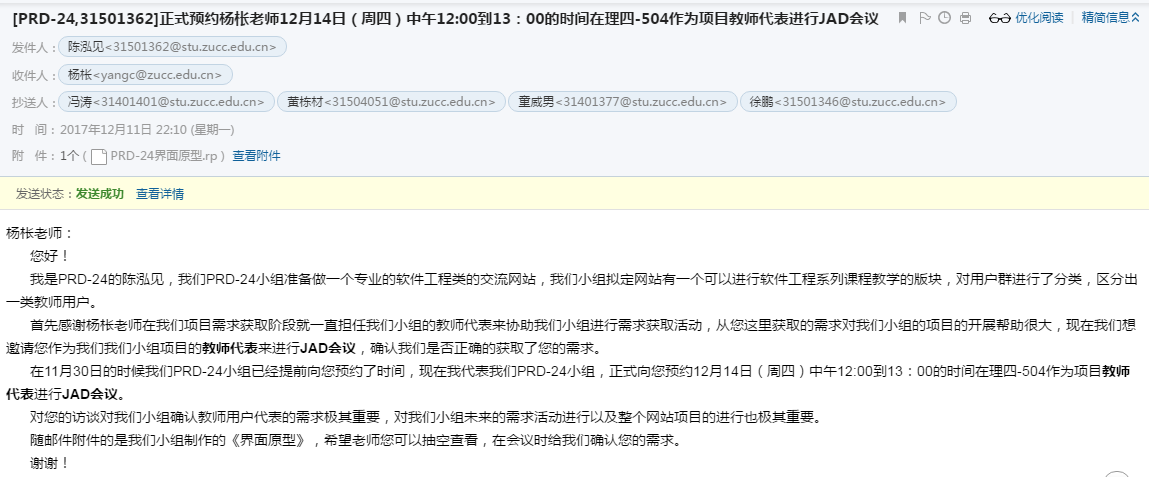 [PRD-24,31501362]正式预约杨枨老师12月14日（周四）中午12:00到13：00的时间在理四-504作为项目教师代表进行JAD会议 优化阅读 精简信息
发件人：陈泓见<31501362@stu.zucc.edu.cn>
收件人：杨枨<yangc@zucc.edu.cn>
抄送人：冯涛<31401401@stu.zucc.edu.cn> 黄栋材<31504051@stu.zucc.edu.cn> 童威男<31401377@stu.zucc.edu.cn> 徐鹏<31501346@stu.zucc.edu.cn>
时 间：2017年12月11日 22:10 (星期一)
附 件：1个 ( PRD-24界面原型.rp ) 查看附件
发送状态：发送成功 查看详情
杨枨老师：
您好！
我是PRD-24的陈泓见，我们PRD-24小组准备做一个专业的软件工程类的交流网站，我们小组拟定网站有一个可以进行软件工程系列课程教学的版块，对用户群进行了分类，区分出
一类教师用户。
首先感谢杨枨老师在我们项目需求获取阶段就一直担任我们小组的教师代表来协助我们小组进行需求获取活动，从您这里获取的需求对我们小组的项目的开展帮助很大，现在我们想
邀请您作为我们我们小组项目的教师代表来进行JAD会议，确认我们是否正确的获取了您的需求。
在11月30日的时候我们PRD-24小组已经提前向您预约了时间，现在我代表我们PRD-24小组，正式向您预约12月14日（周四）中午12:00到13：00的时间在理四-504作为项目教师
代表进行JAD会议。
对您的访谈对我们小组确认教师用户代表的需求极其重要，对我们小组未来的需求活动进行以及整个网站项目的进行也极其重要。
随邮件附件的是我们小组制作的《界面原型》，希望老师您可以抽空查看，在会议时给我们确认您的需求。
谢谢！